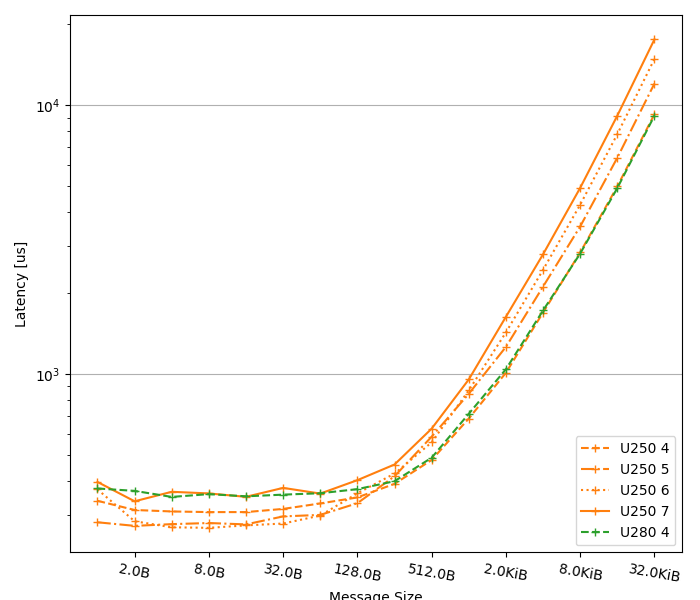 Latency [us]
10⁴
10³
2.0B 8.0B 32.0B 128.0B 512.0B 2.0KiB 8.0KiB 32.0KiB
Message Size
U250 4
U250 5
U250 6
U250 7
U280 4